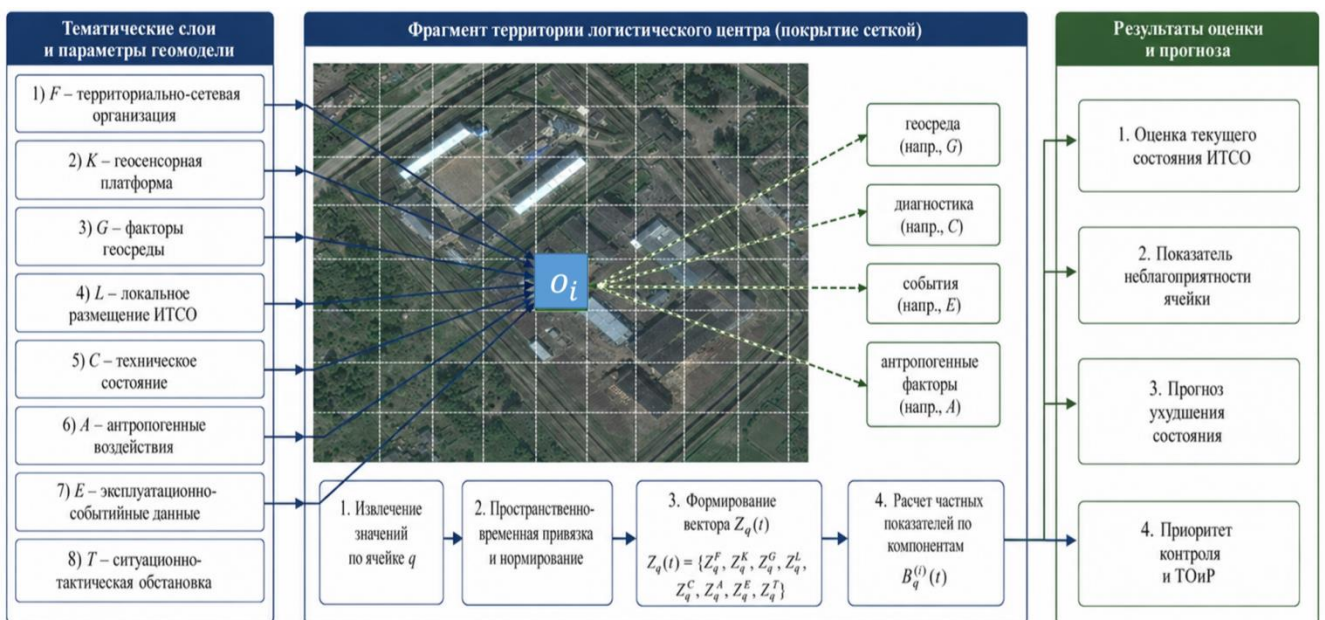 Тематические слои
и параметры геомодели
1) F – территориально-сетевая
организация
2) K – геосенсорная
платформа
3) G – факторы
геосреды
4) L – локальное
размещение ИТСО
5) C – техническое
состояние
6) A – антропогенные
воздействия
7) E – эксплуатационно-
событийные данные
8) T – ситуационно-
тактическая обстановка
Фрагмент территории логистического центра (покрытие сеткой)
o_i
геосреда
(напр., G)
диагностика
(напр., C)
события
(напр., E)
антропогенные
факторы
(напр., A)
1. Извлечение
значений
по ячейке q
2. Пространственно-
временная привязка
и нормирование
3. Формирование
вектора Z_q(t)
Z_q(t) = {Z_q^F, Z_q^K, Z_q^G, Z_q^L,
Z_q^C, Z_q^A, Z_q^E, Z_q^T}
4. Расчет частных
показателей по
компонентам
B_q^{(i)}(t)
Результаты оценки
и прогноза
1. Оценка текущего
состояния ИТСО
2. Показатель
неблагоприятности
ячейки
3. Прогноз
ухудшения
состояния
4. Приоритет
контроля
и ТОиР